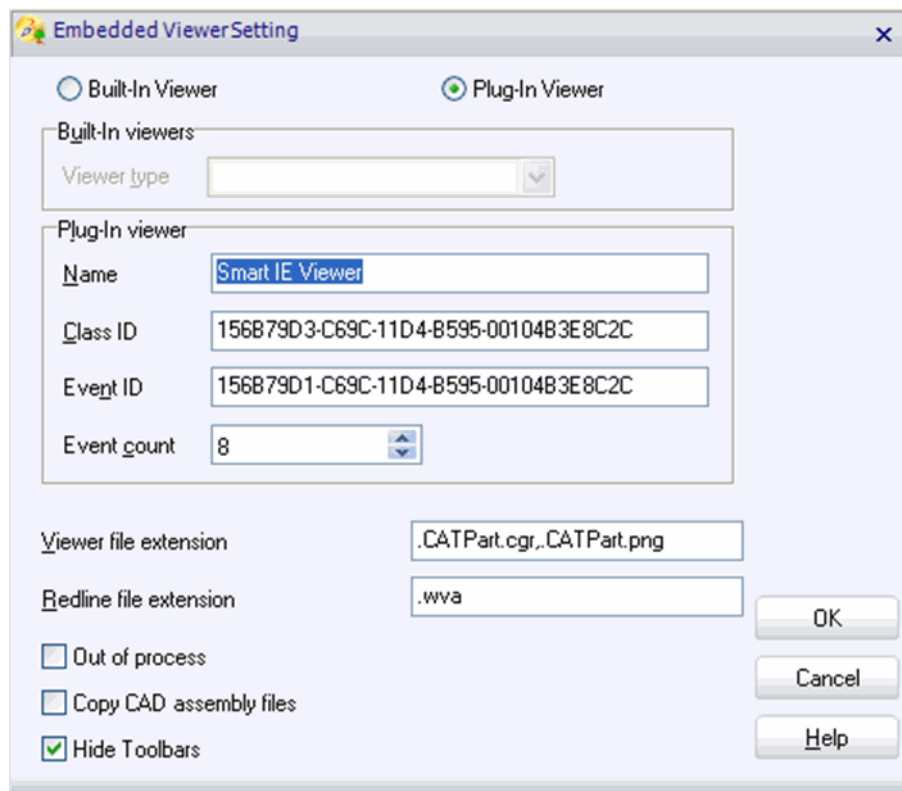 Embedded Viewer Setting
Built-In Viewer Plug-In Viewer
Built-In viewers
Viewer type
Plug-In viewer
Name Smart IE Viewer
Class ID 156B79D3-C69C-11D4-B595-00104B3E8C2C
Event ID 156B79D1-C69C-11D4-B595-00104B3E8C2C
Event count 8
Viewer file extension .CATPart.cgr,.CATPart.png
Redline file extension .wva
OK
Out of process
Cancel
Copy CAD assembly files
Help
Hide Toolbars